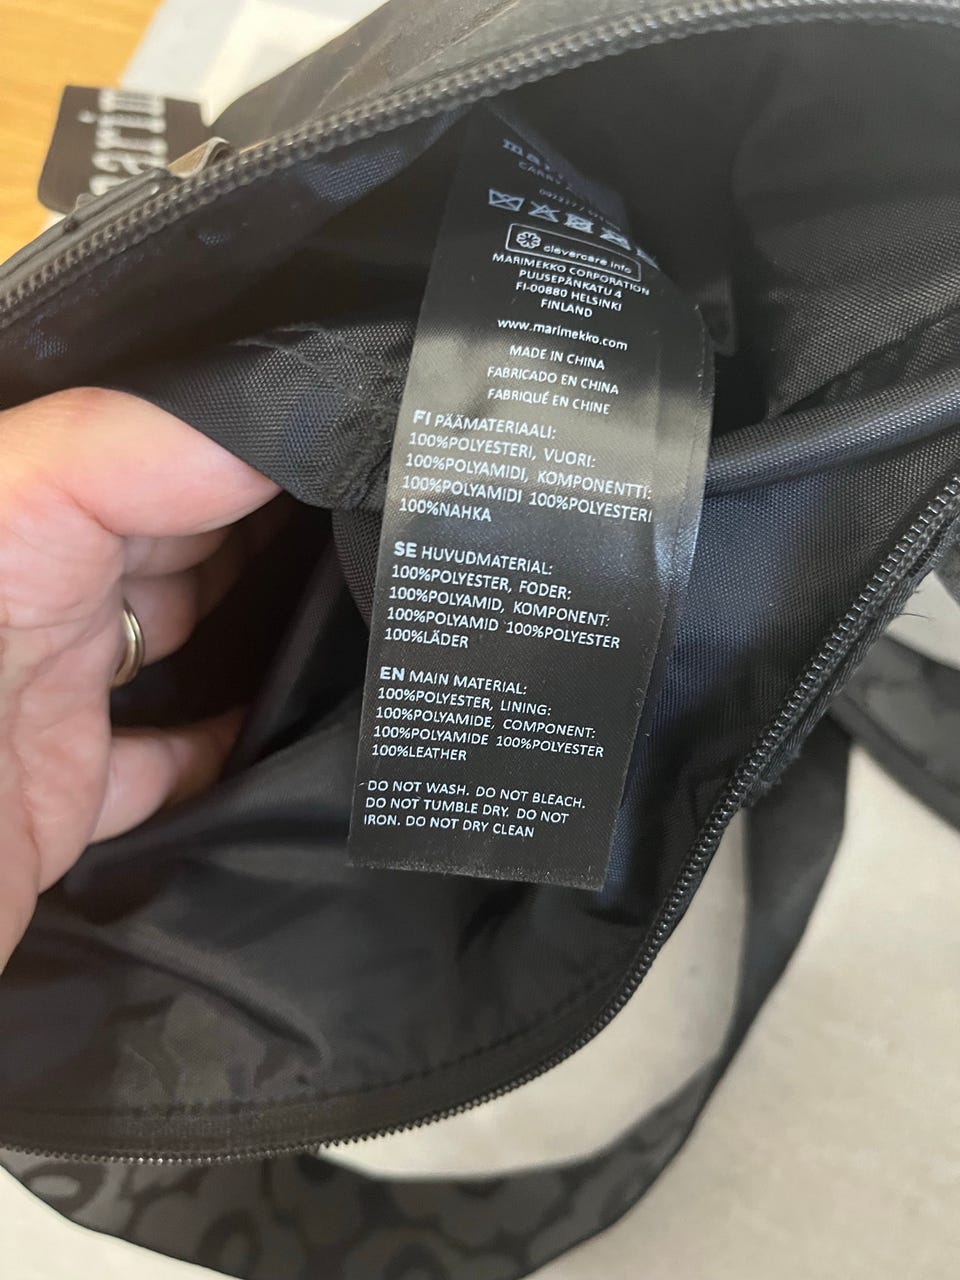 clevercare.info
MARIMEKKO CORPORATION
PUUSEPÄNKATU 4
FI-00880 HELSINKI
FINLAND
www.marimekko.com
MADE IN CHINA
FABRICADO EN CHINA
FABRIQUÉ EN CHINE
FI PÄÄMATERIAALI:
100%POLYESTERI, VUORI:
100%POLYAMIDI, KOMPONENTTI:
100%POLYAMIDI 100%POLYESTERI
100%NAHKA
SE HUVUDMATERIAL:
100%POLYESTER, FODER:
100%POLYAMID, KOMPONENT:
100%POLYAMID 100%POLYESTER
100%LÄDER
EN MAIN MATERIAL:
100%POLYESTER, LINING:
100%POLYAMIDE, COMPONENT:
100%POLYAMIDE 100%POLYESTER
100%LEATHER
DO NOT WASH. DO NOT BLEACH.
DO NOT TUMBLE DRY. DO NOT
IRON. DO NOT DRY CLEAN